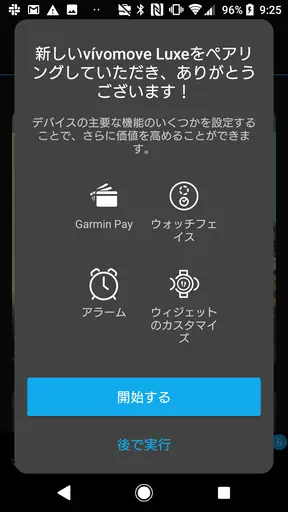 96% 9:25
新しいvívomove Luxeをペアリ
ングしていただき、ありがとう
ございます！
デバイスの主要な機能のいくつかを設定する
ことで、さらに価値を高めることができま
す。
Garmin Pay
ウォッチフェ
イス
アラーム
ウィジェット
のカスタマイ
ズ
開始する
後で実行